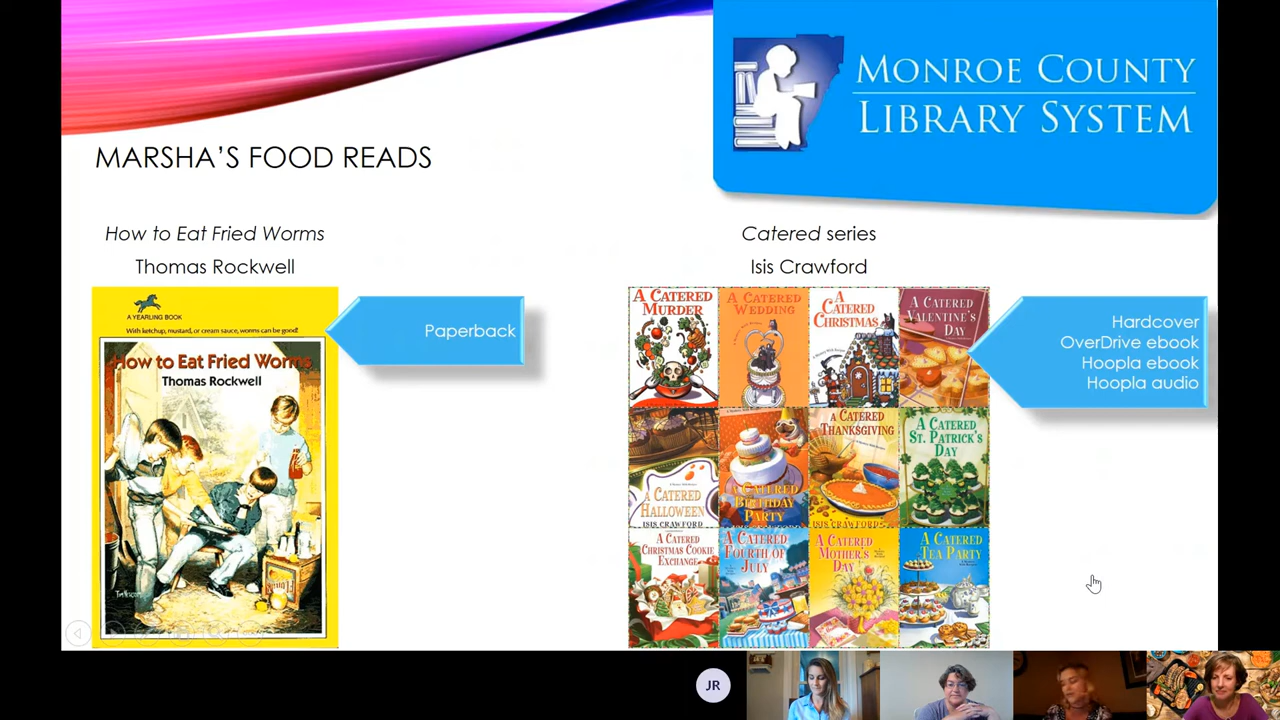 MONROE COUNTY
LIBRARY SYSTEM
MARSHA'S FOOD READS
How to Eat Fried Worms
Thomas Rockwell
A YEARLING BOOK
With ketchup, mustard, or cream sauce, worms can be good!
How to Eat Fried Worms
Thomas Rockwell
Paperback
Catered series
Isis Crawford
A CATERED
MURDER
A CATERED
WEDDING
A
CATERED
CHRISTMAS
A CATERED
VALENTINE'S
DAY
A CATERED
HALLOWEEN
ISIS CRAWFORD
A CATERED
BIRTHDAY
PARTY
A CATERED
THANKSGIVING
ISIS CRAWFORD
A CATERED
ST. PATRICK'S
DAY
A CATERED
CHRISTMAS COOKIE
EXCHANGE
A CATERED
FOURTH OF
JULY
A CATERED
MOTHER'S
DAY
A CATERED
TEA PARTY
Hardcover
OverDrive ebook
Hoopla ebook
Hoopla audio
JR